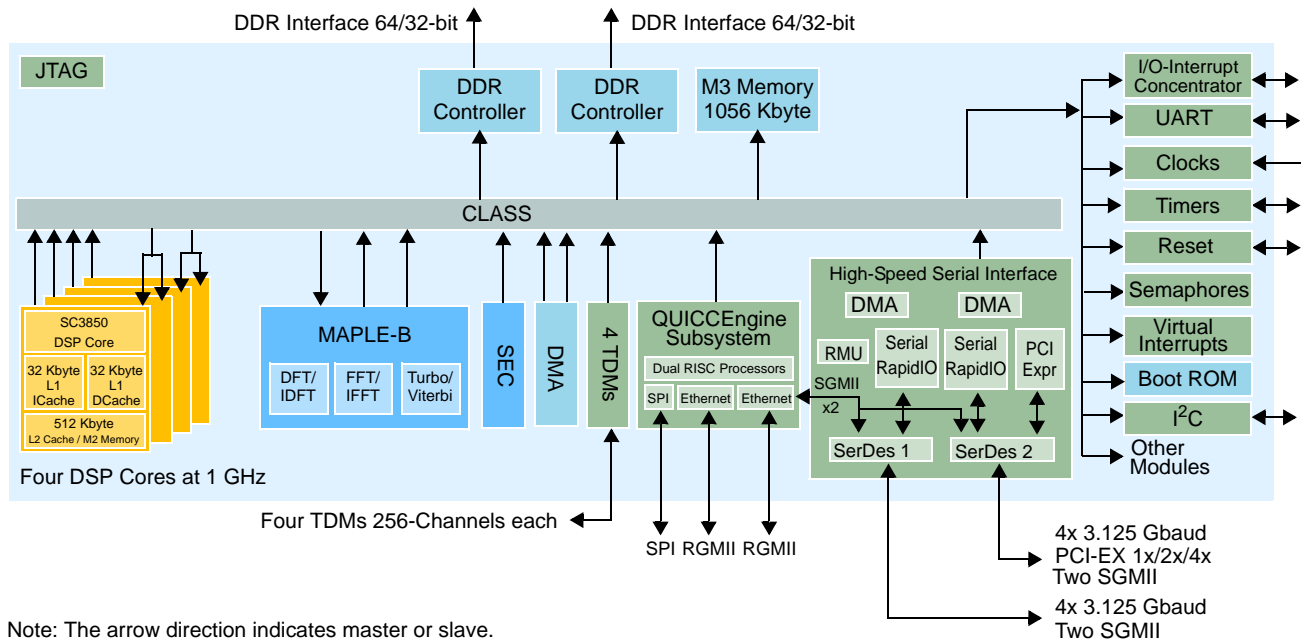 DDR Interface 64/32-bit
DDR Interface 64/32-bit
JTAG
DDR
Controller
DDR
Controller
M3 Memory
1056 Kbyte
I/O-Interrupt
Concentrator
UART
Clocks
Timers
Reset
Semaphores
Virtual
Interrupts
Boot ROM
I²C
Other
Modules
CLASS
SC3850
DSP Core
32 Kbyte
L1
ICache
32 Kbyte
L1
DCache
512 Kbyte
L2 Cache / M2 Memory
Four DSP Cores at 1 GHz
MAPLE-B
DFT/
IDFT
FFT/
IFFT
Turbo/
Viterbi
SEC
DMA
4 TDMs
QUICCEngine
Subsystem
Dual RISC Processors
SPI
Ethernet
Ethernet
High-Speed Serial Interface
DMA
DMA
RMU
Serial
RapidIO
Serial
RapidIO
PCI
Expr
SGMII
x2
SerDes 1
SerDes 2
Four TDMs 256-Channels each
SPI
RGMII
RGMII
4x 3.125 Gbaud
PCI-EX 1x/2x/4x
Two SGMII
4x 3.125 Gbaud
Two SGMII
Note: The arrow direction indicates master or slave.